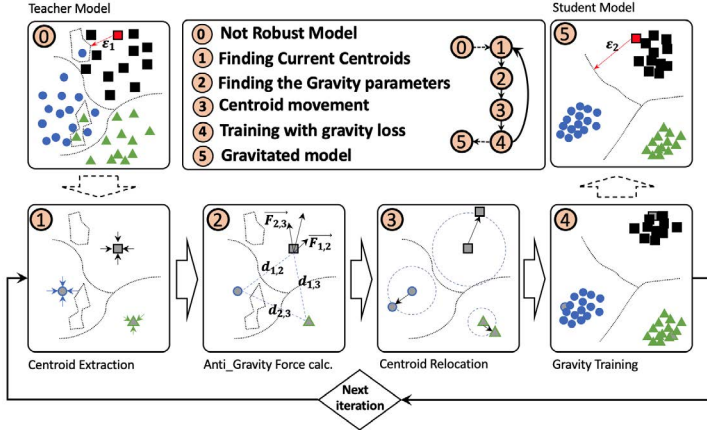 Teacher Model
Student Model
0
ε1
0 Not Robust Model
1 Finding Current Centroids
2 Finding the Gravity parameters
3 Centroid movement
4 Training with gravity loss
5 Gravitated model
0 1
2
3
5 4
5
ε2
1
2
F2,3
F1,2
d1,2
d1,3
d2,3
3
4
Centroid Extraction
Anti_Gravity Force calc.
Centroid Relocation
Gravity Training
Next
iteration